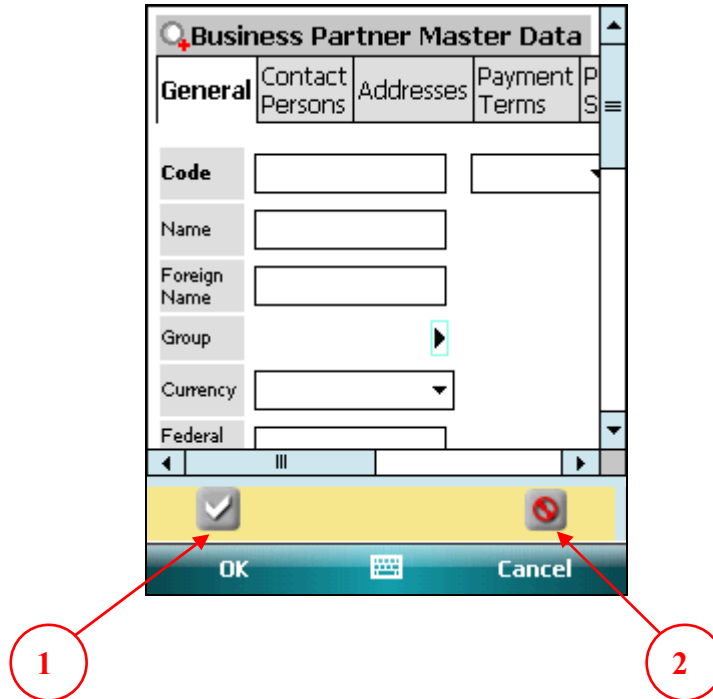 Business Partner Master Data
General
Contact
Persons
Addresses
Payment
Terms
P
S
Code
Name
Foreign
Name
Group
Currency
Federal
OK
Cancel
1
2